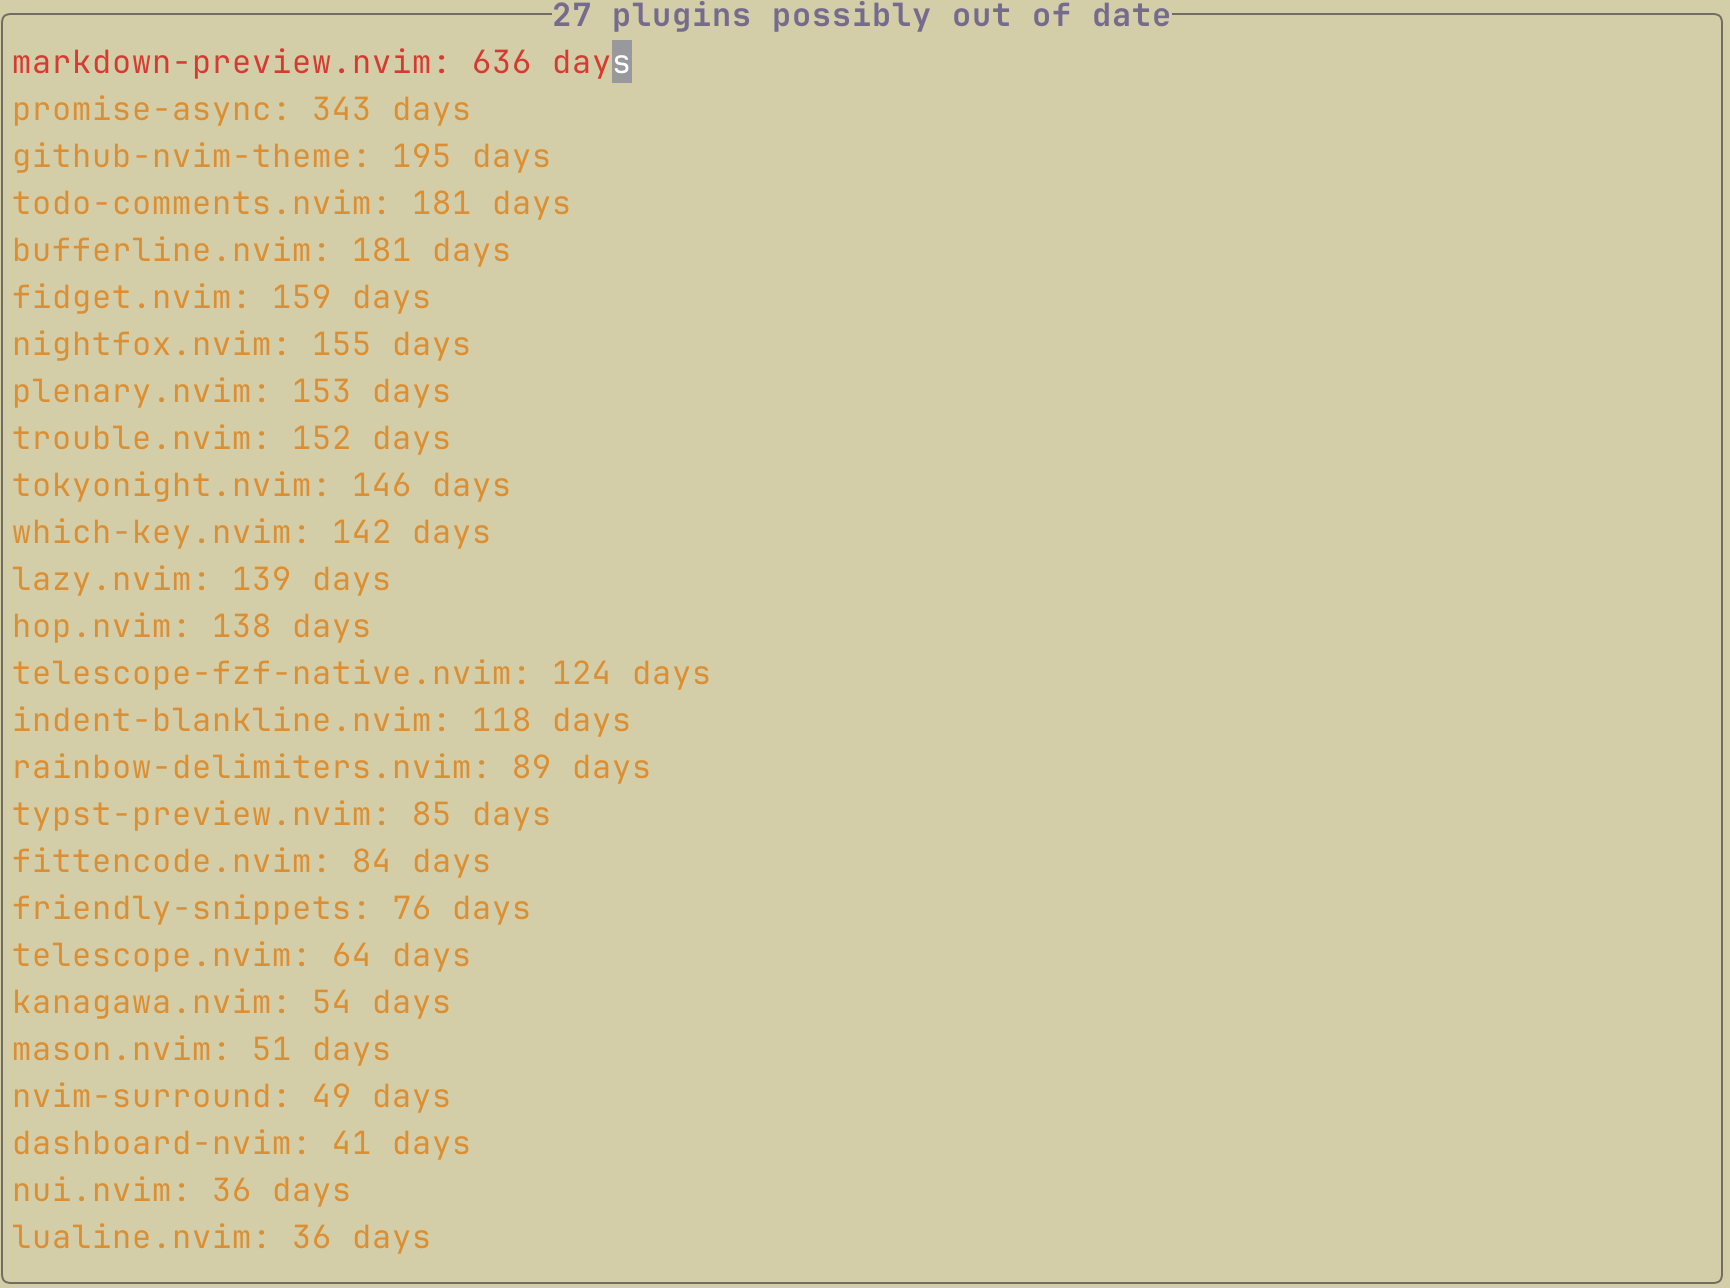 27 plugins possibly out of date
markdown-preview.nvim: 636 days
promise-async: 343 days
github-nvim-theme: 195 days
todo-comments.nvim: 181 days
bufferline.nvim: 181 days
fidget.nvim: 159 days
nightfox.nvim: 155 days
plenary.nvim: 153 days
trouble.nvim: 152 days
tokyonight.nvim: 146 days
which-key.nvim: 142 days
lazy.nvim: 139 days
hop.nvim: 138 days
telescope-fzf-native.nvim: 124 days
indent-blankline.nvim: 118 days
rainbow-delimiters.nvim: 89 days
typst-preview.nvim: 85 days
fittencode.nvim: 84 days
friendly-snippets: 76 days
telescope.nvim: 64 days
kanagawa.nvim: 54 days
mason.nvim: 51 days
nvim-surround: 49 days
dashboard-nvim: 41 days
nui.nvim: 36 days
lualine.nvim: 36 days